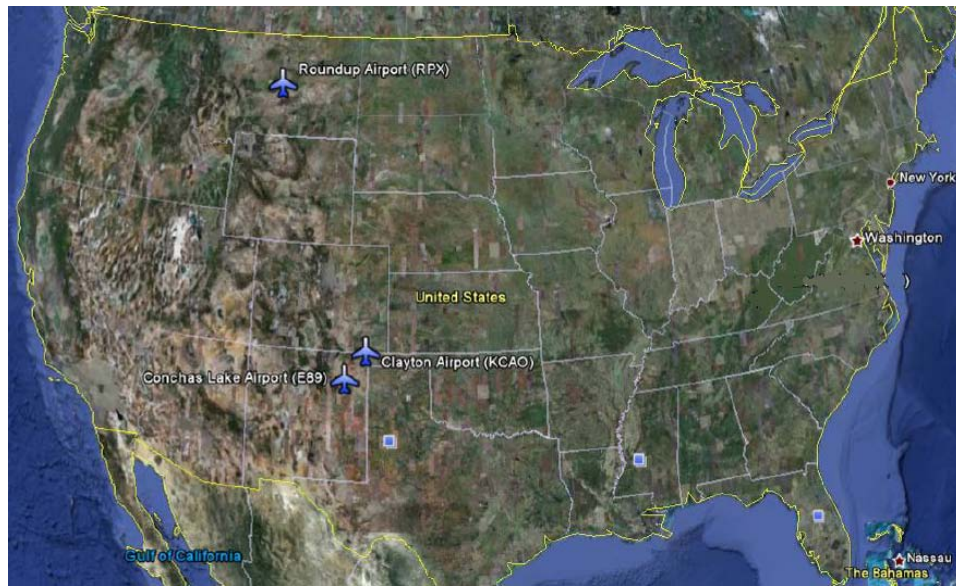 Roundup Airport (RPX)
New York
Washington
)
United States
Clayton Airport (KCAO)
Conchas Lake Airport (E89)
Gulf of California
Nassau
The Bahamas